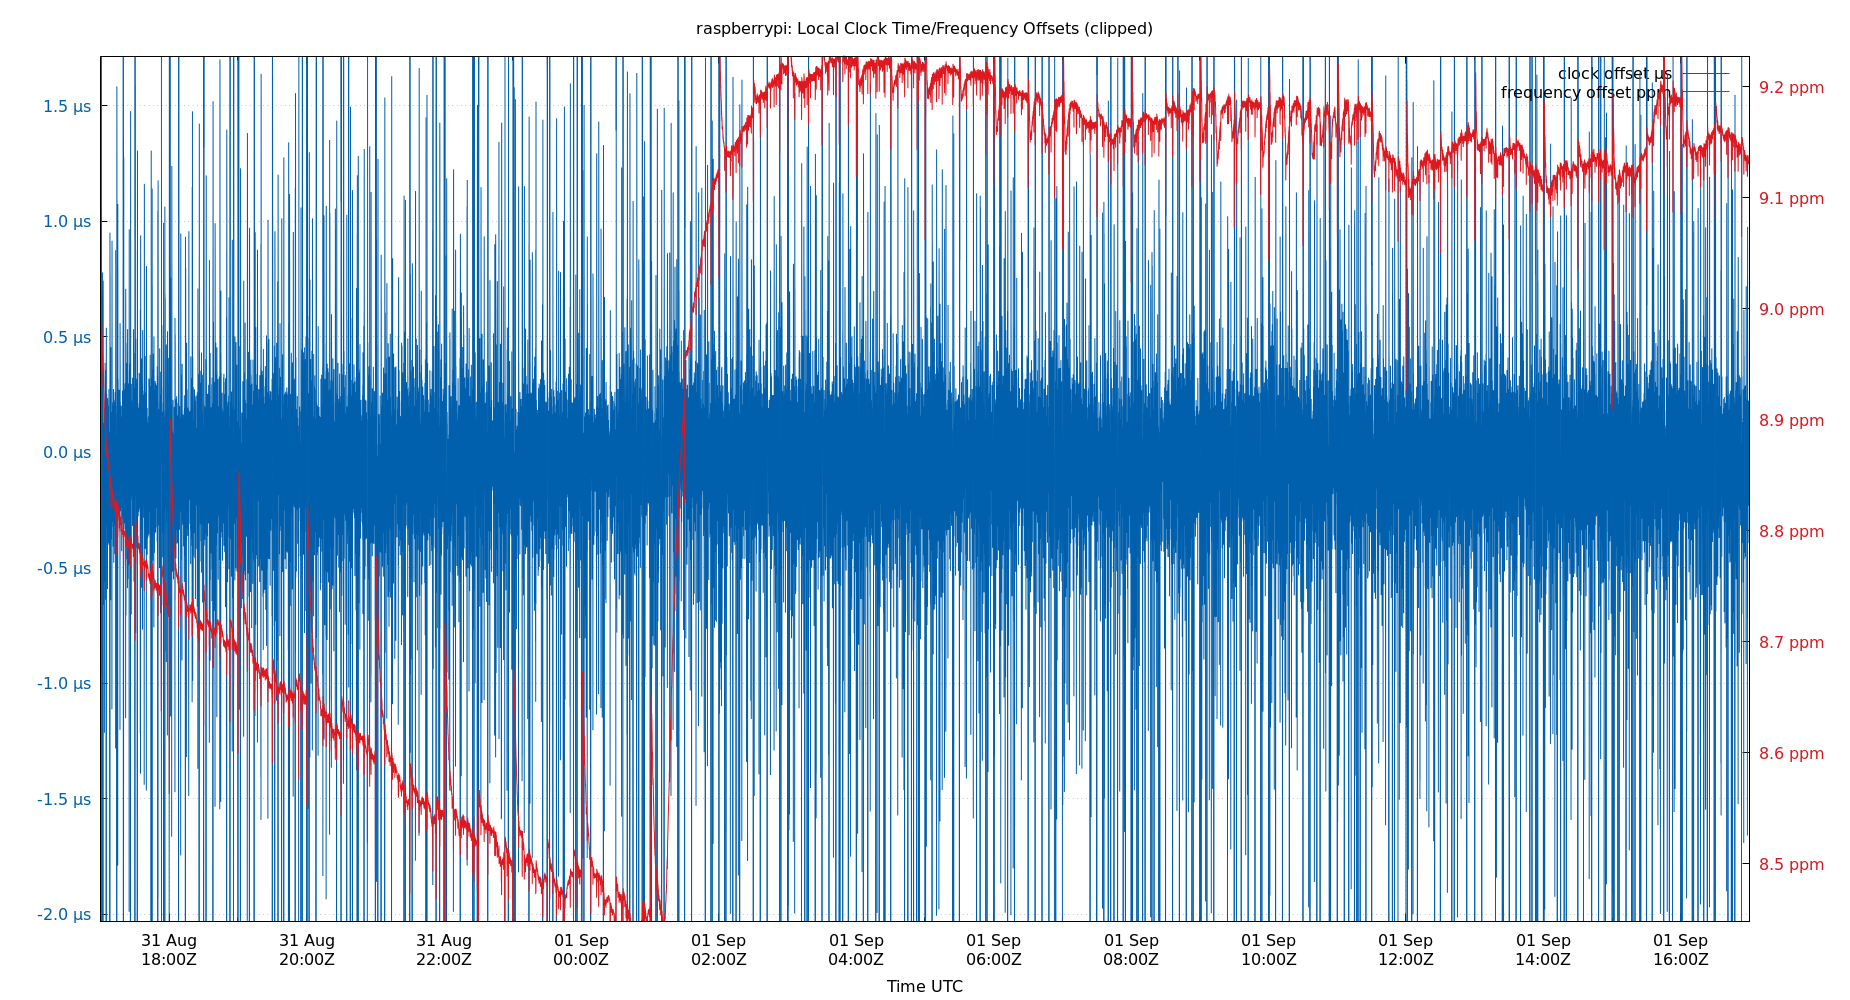 raspberrypi: Local Clock Time/Frequency Offsets (clipped)
clock offset µs
frequency offset ppm
1.5 µs
1.0 µs
0.5 µs
0.0 µs
-0.5 µs
-1.0 µs
-1.5 µs
-2.0 µs
9.2 ppm
9.1 ppm
9.0 ppm
8.9 ppm
8.8 ppm
8.7 ppm
8.6 ppm
8.5 ppm
31 Aug 31 Aug 31 Aug 01 Sep 01 Sep 01 Sep 01 Sep 01 Sep 01 Sep 01 Sep 01 Sep 01 Sep
18:00Z 20:00Z 22:00Z 00:00Z 02:00Z 04:00Z 06:00Z 08:00Z 10:00Z 12:00Z 14:00Z 16:00Z
Time UTC